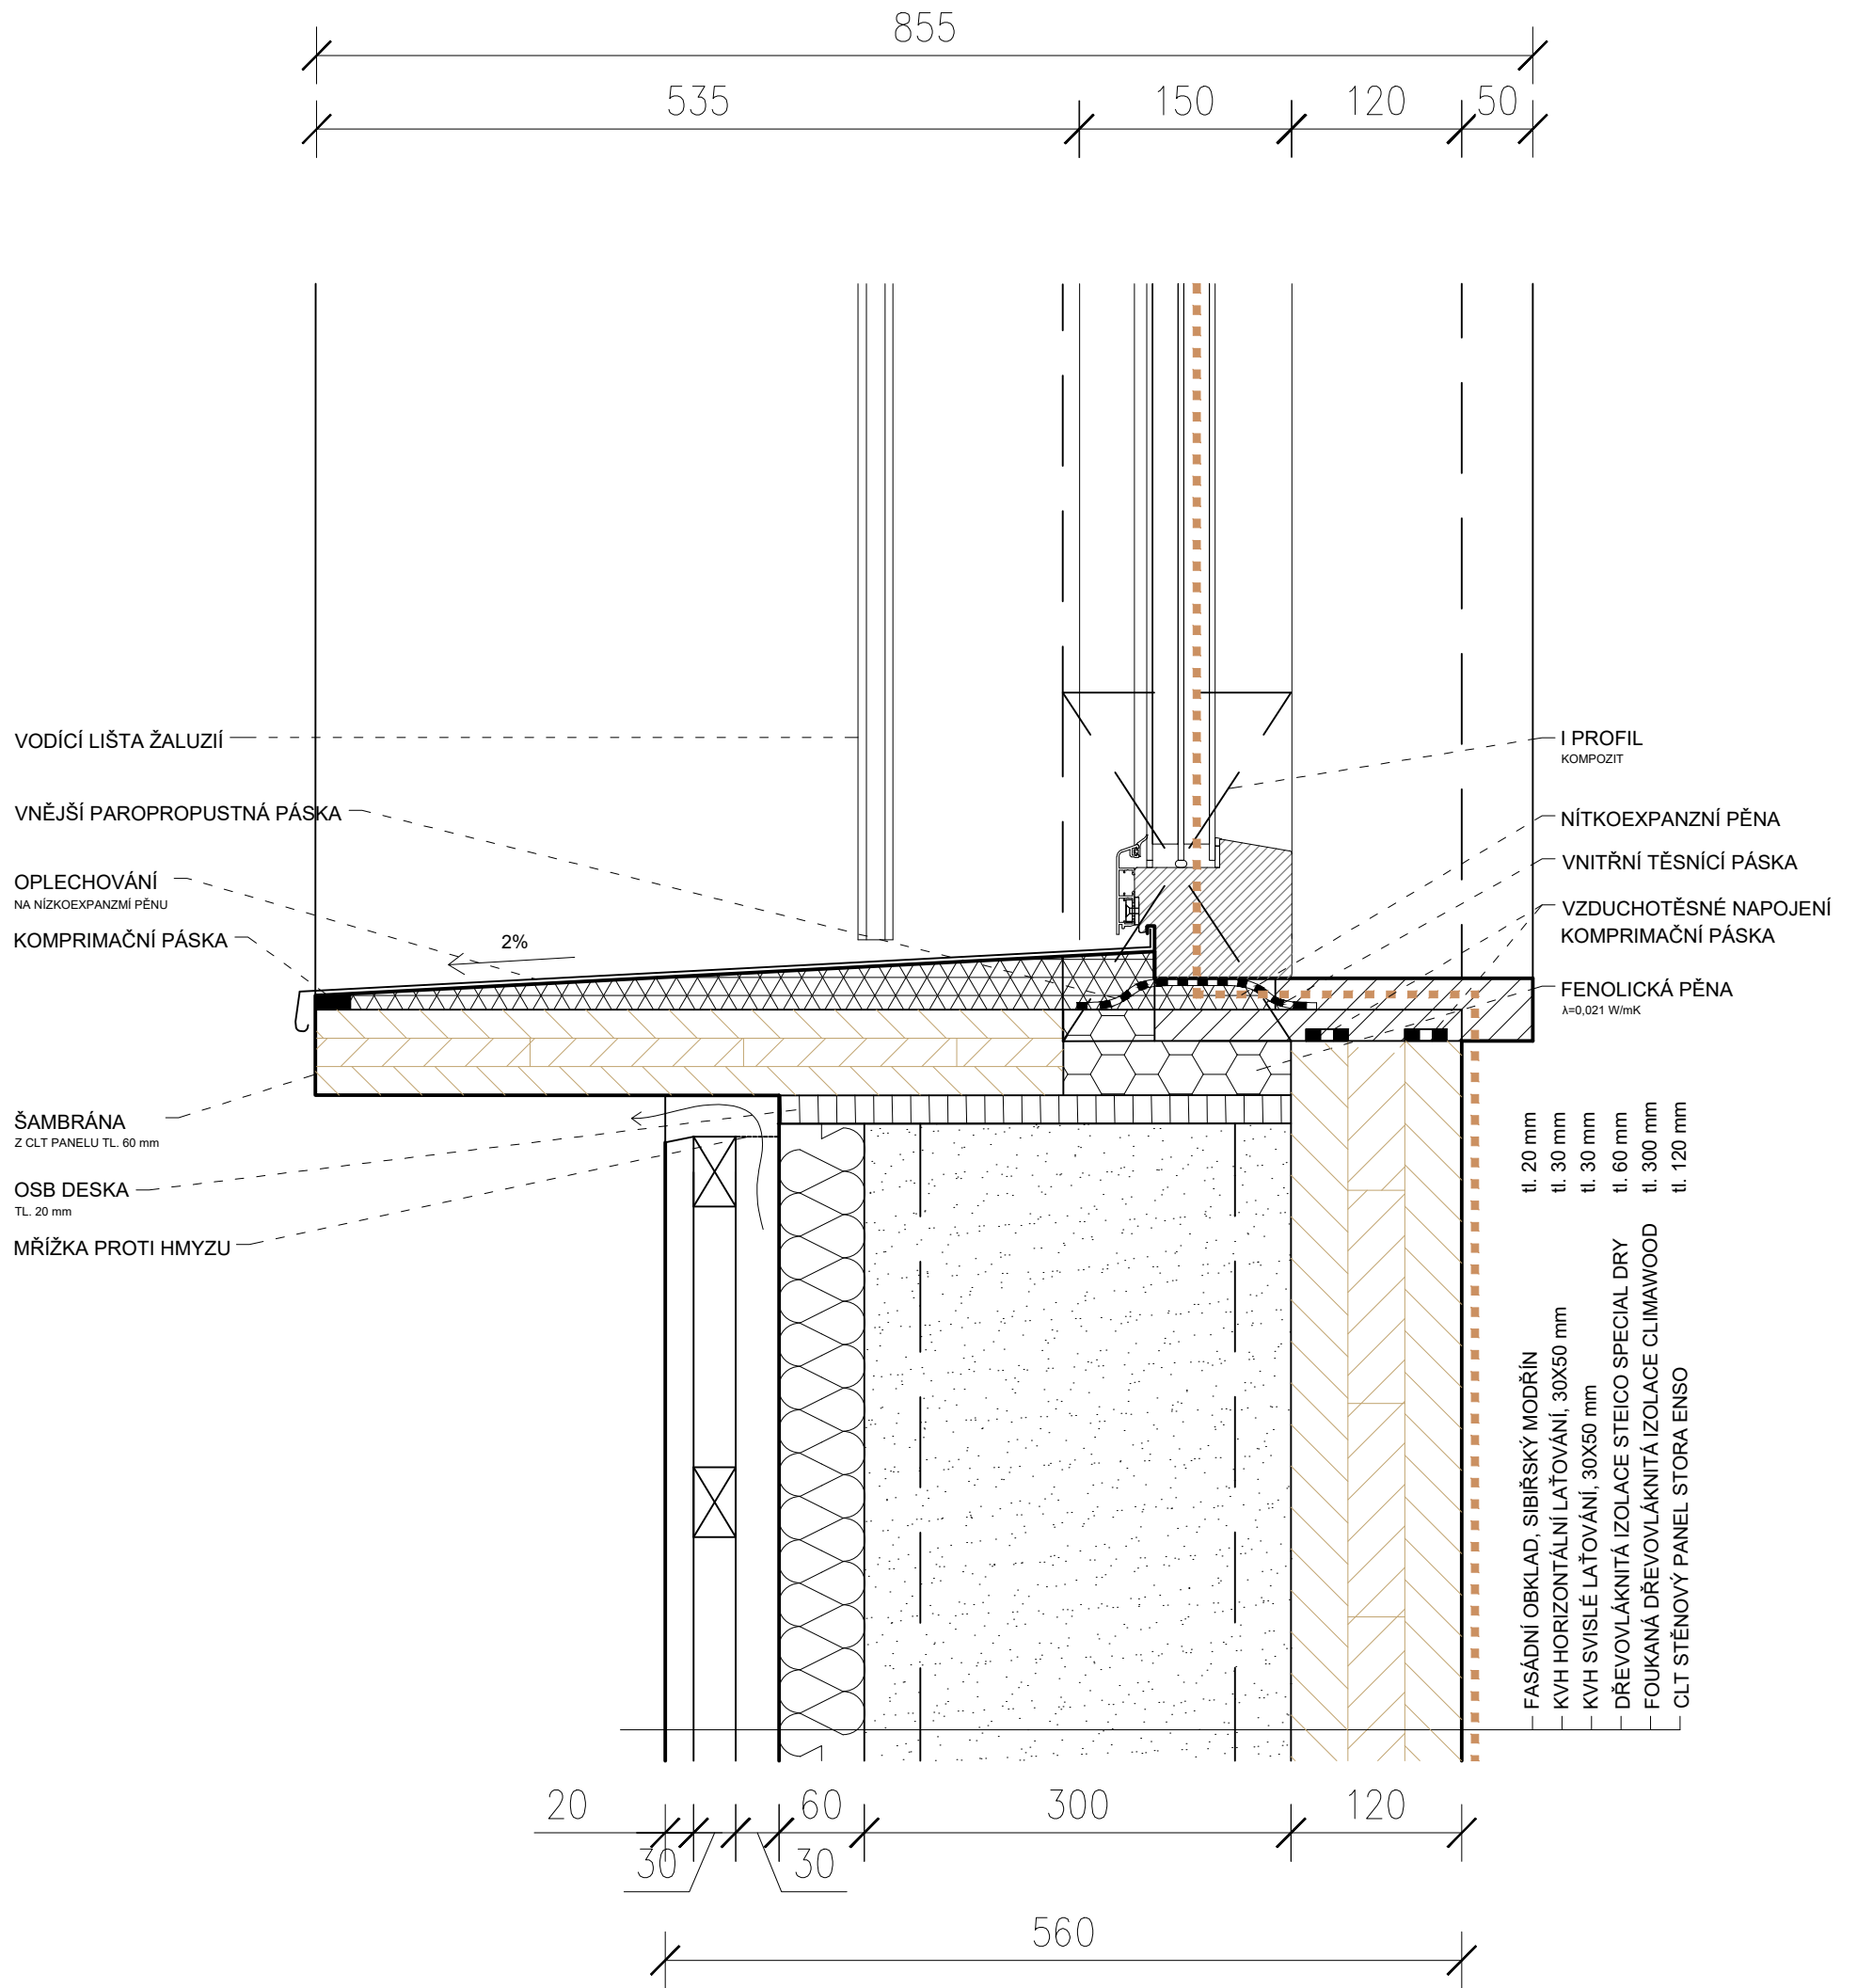 855
535
150
120
50
VODÍCÍ LIŠTA ŽALUZIÍ
VNĚJŠÍ PAROPROPUSTNÁ PÁSKA
OPLECHOVÁNÍ
NA NÍZKOEXPANZMÍ PĚNU
KOMPRIMAČNÍ PÁSKA
2%
ŠAMBRÁNA
Z CLT PANELU TL. 60 mm
OSB DESKA
TL. 20 mm
MŘÍŽKA PROTI HMYZU
I PROFIL
KOMPOZIT
NÍTKOEXPANZNÍ PĚNA
VNITŘNÍ TĚSNÍCÍ PÁSKA
VZDUCHOTĚSNÉ NAPOJENÍ
KOMPRIMAČNÍ PÁSKA
FENOLICKÁ PĚNA
λ=0,021 W/mK
FASÁDNÍ OBKLAD, SIBIŘSKÝ MODŘÍN tl. 20 mm
KVH HORIZONTÁLNÍ LAŤOVÁNÍ, 30X50 mm tl. 30 mm
KVH SVISLÉ LAŤOVÁNÍ, 30X50 mm tl. 30 mm
DŘEVOVLÁKNITÁ IZOLACE STEICO SPECIAL DRY tl. 60 mm
FOUKANÁ DŘEVOVLÁKNITÁ IZOLACE CLIMAWOOD tl. 300 mm
CLT STĚNOVÝ PANEL STORA ENSO tl. 120 mm
20
60
300
120
30
30
560